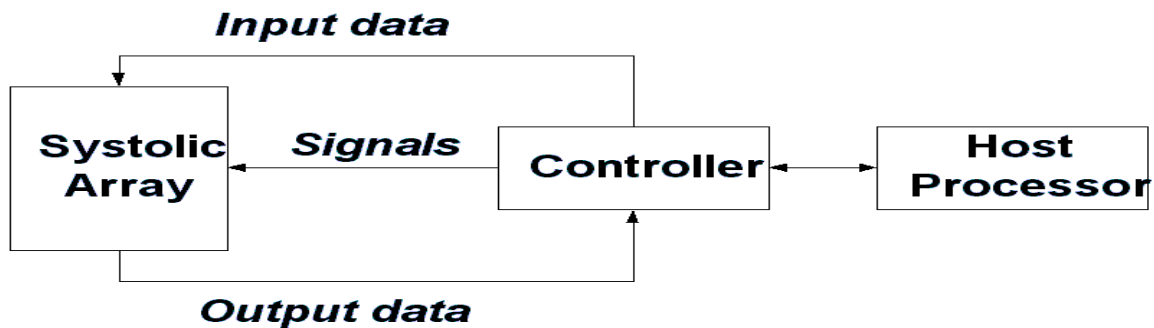 Input data
Systolic
Array
Signals
Controller
Host
Processor
Output data